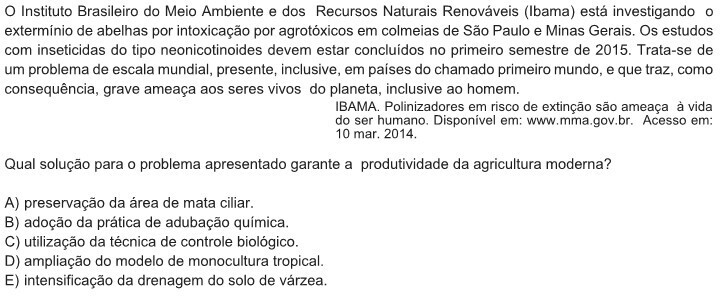 O Instituto Brasileiro do Meio Ambiente e dos Recursos Naturais Renováveis (Ibama) está investigando o
extermínio de abelhas por intoxicação por agrotóxicos em colmeias de São Paulo e Minas Gerais. Os estudos
com inseticidas do tipo neonicotinoides devem estar concluídos no primeiro semestre de 2015. Trata-se de
um problema de escala mundial, presente, inclusive, em países do chamado primeiro mundo, e que traz, como
consequência, grave ameaça aos seres vivos do planeta, inclusive ao homem.
IBAMA. Polinizadores em risco de extinção são ameaça à vida
do ser humano. Disponível em: www.mma.gov.br. Acesso em:
10 mar. 2014.
Qual solução para o problema apresentado garante a produtividade da agricultura moderna?
A) preservação da área de mata ciliar.
B) adoção da prática de adubação química.
C) utilização da técnica de controle biológico.
D) ampliação do modelo de monocultura tropical.
E) intensificação da drenagem do solo de várzea.